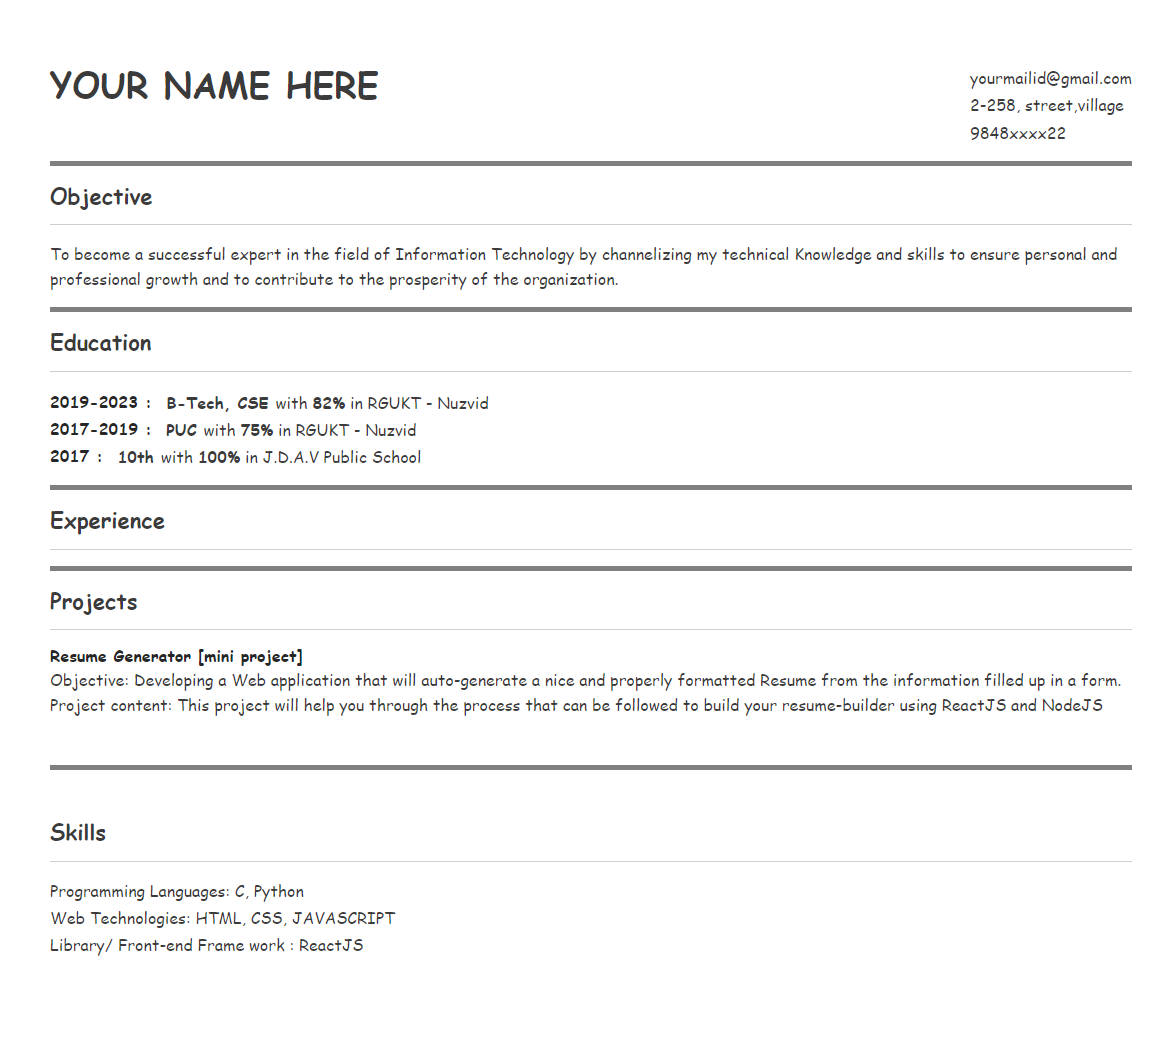 YOUR NAME HERE
yourmailid@gmail.com
2-258, street,village
9848xxxx22
Objective
To become a successful expert in the field of Information Technology by channelizing my technical Knowledge and skills to ensure personal and
professional growth and to contribute to the prosperity of the organization.
Education
2019-2023 : B-Tech, CSE with 82% in RGUKT - Nuzvid
2017-2019 : PUC with 75% in RGUKT - Nuzvid
2017 : 10th with 100% in J.D.A.V Public School
Experience
Projects
Resume Generator [mini project]
Objective: Developing a Web application that will auto-generate a nice and properly formatted Resume from the information filled up in a form.
Project content: This project will help you through the process that can be followed to build your resume-builder using ReactJS and NodeJS
Skills
Programming Languages: C, Python
Web Technologies: HTML, CSS, JAVASCRIPT
Library/ Front-end Frame work : ReactJS